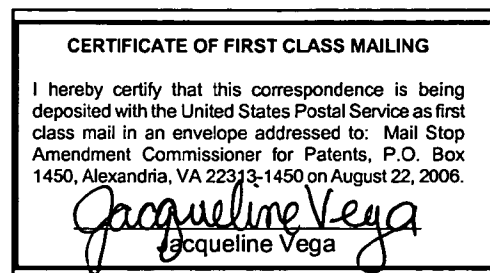 CERTIFICATE OF FIRST CLASS MAILING
I hereby certify that this correspondence is being
deposited with the United States Postal Service as first
class mail in an envelope addressed to: Mail Stop
Amendment Commissioner for Patents, P.O. Box
1450, Alexandria, VA 22313-1450 on August 22, 2006.
Jacqueline Vega
Jacqueline Vega